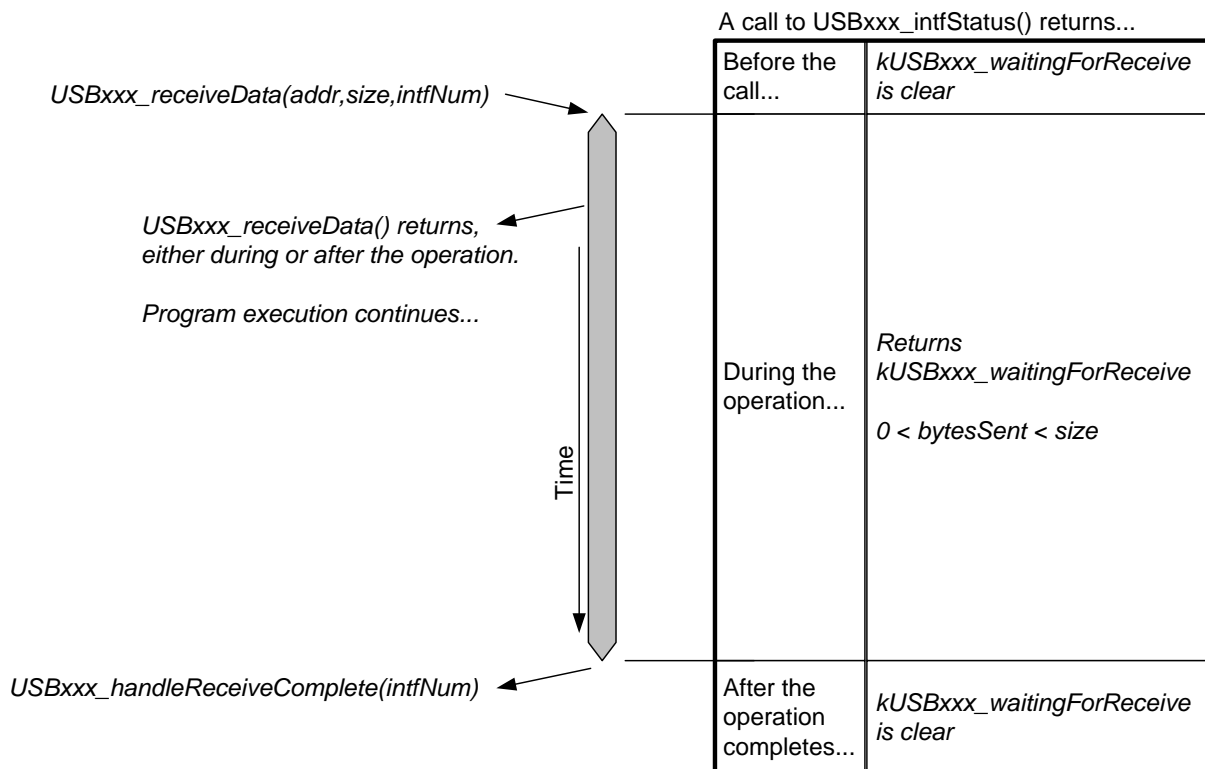 A call to USBxxx_intfStatus() returns...
Before the
call...
kUSBxxx_waitingForReceive
is clear
USBxxx_receiveData(addr,size,intfNum)
USBxxx_receiveData() returns,
either during or after the operation.
Program execution continues...
During the
operation...
Returns
kUSBxxx_waitingForReceive
0 < bytesSent < size
Time
USBxxx_handleReceiveComplete(intfNum)
After the
operation
completes...
kUSBxxx_waitingForReceive
is clear